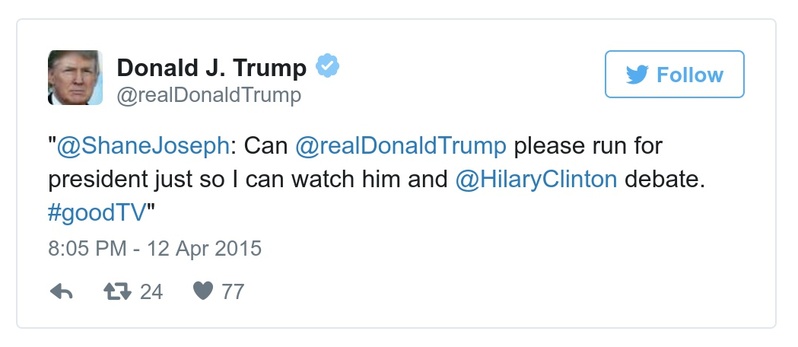 Donald J. Trump
@realDonaldTrump
Follow
"@ShaneJoseph: Can @realDonaldTrump please run for
president just so I can watch him and @HilaryClinton debate.
#goodTV"
8:05 PM - 12 Apr 2015
24 77